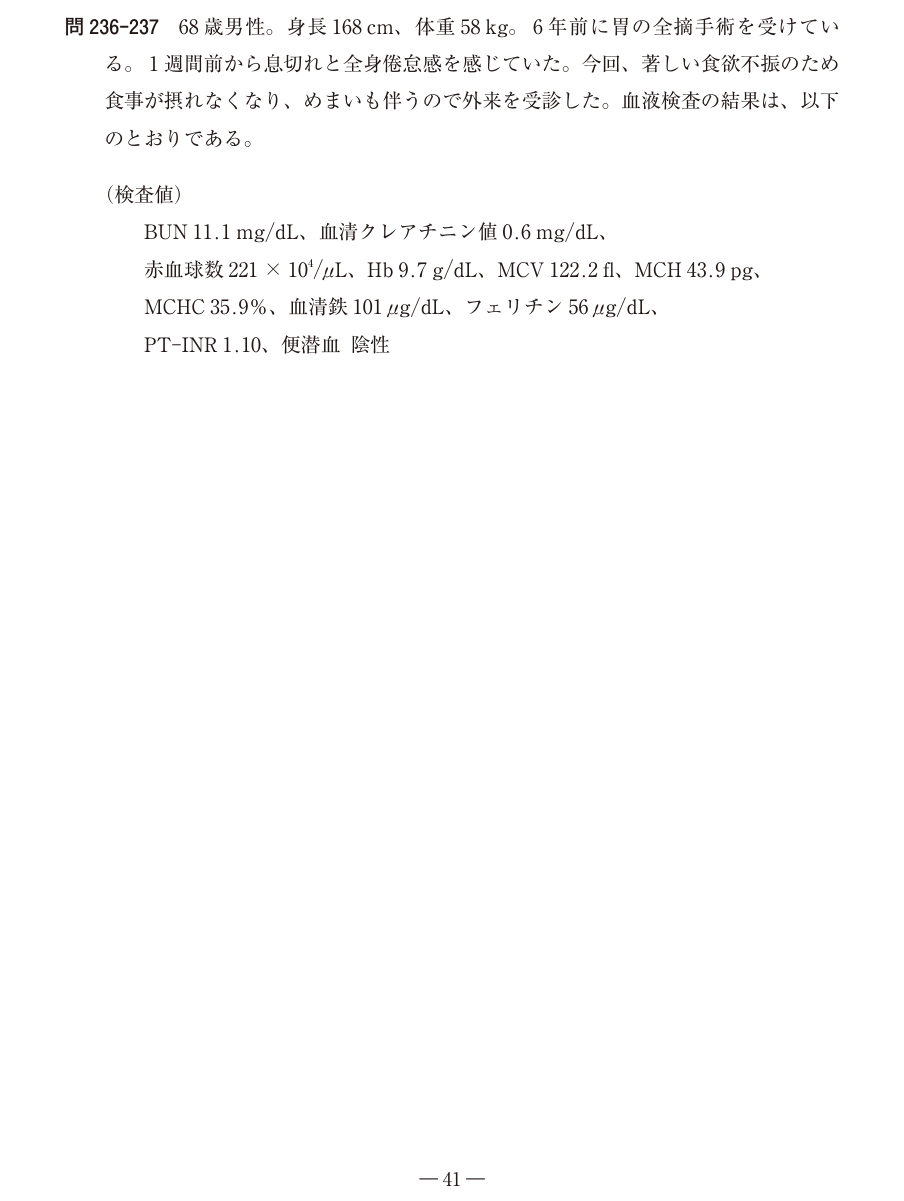 問 236-237 68 歳男性。身長 168 cm、体重 58 kg。6 年前に胃の全摘手術を受けてい
る。1 週間前から息切れと全身倦怠感を感じていた。今回、著しい食欲不振のため
食事が摂れなくなり、めまいも伴うので外来を受診した。血液検査の結果は、以下
のとおりである。
(検査値)
BUN 11.1 mg/dL、血清クレアチニン値 0.6 mg/dL、
赤血球数 221 × 10⁴/μL、Hb 9.7 g/dL、MCV 122.2 fl、MCH 43.9 pg、
MCHC 35.9%、血清鉄 101 μg/dL、フェリチン 56 μg/dL、
PT-INR 1.10、便潜血 陰性
― 41 ―